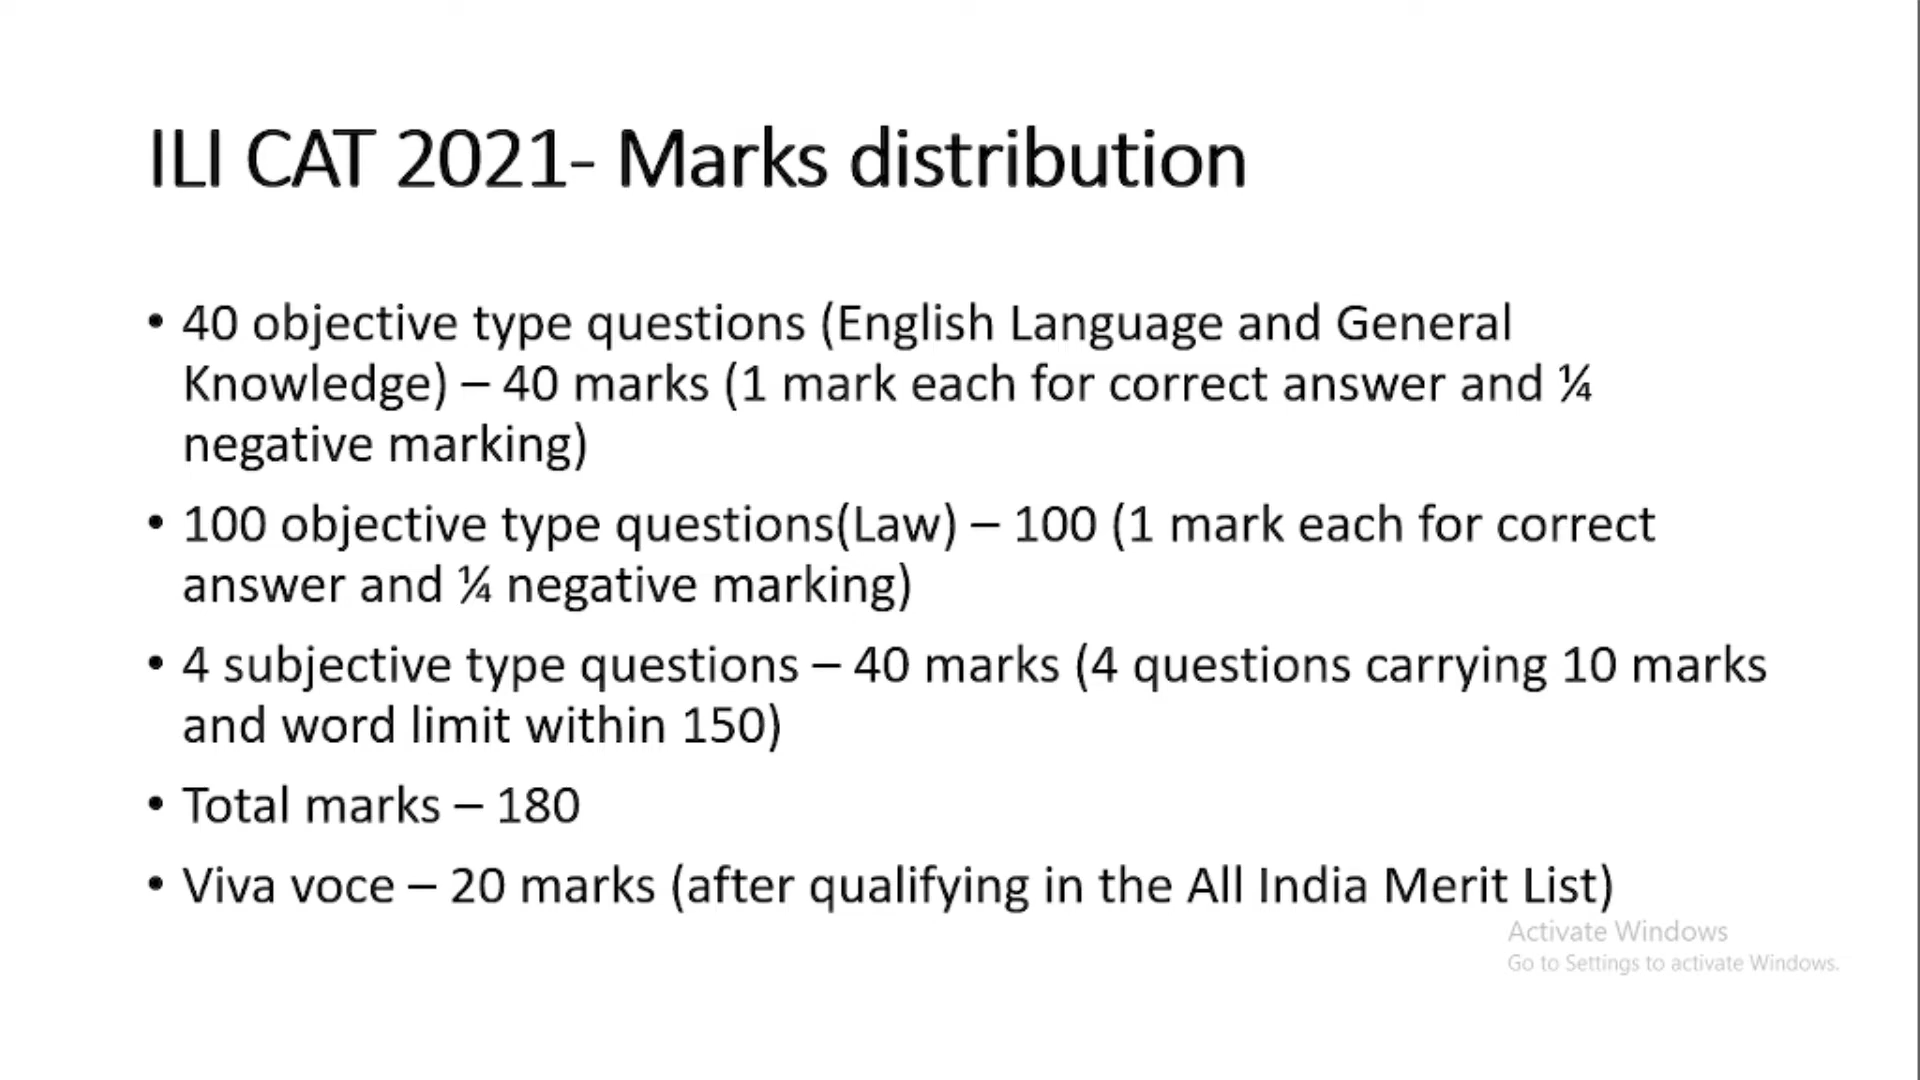 ILI CAT 2021- Marks distribution
• 40 objective type questions (English Language and General
Knowledge) – 40 marks (1 mark each for correct answer and ¼
negative marking)
• 100 objective type questions(Law) – 100 (1 mark each for correct
answer and ¼ negative marking)
• 4 subjective type questions – 40 marks (4 questions carrying 10 marks
and word limit within 150)
• Total marks – 180
• Viva voce – 20 marks (after qualifying in the All India Merit List)
Activate Windows
Go to Settings to activate Windows.